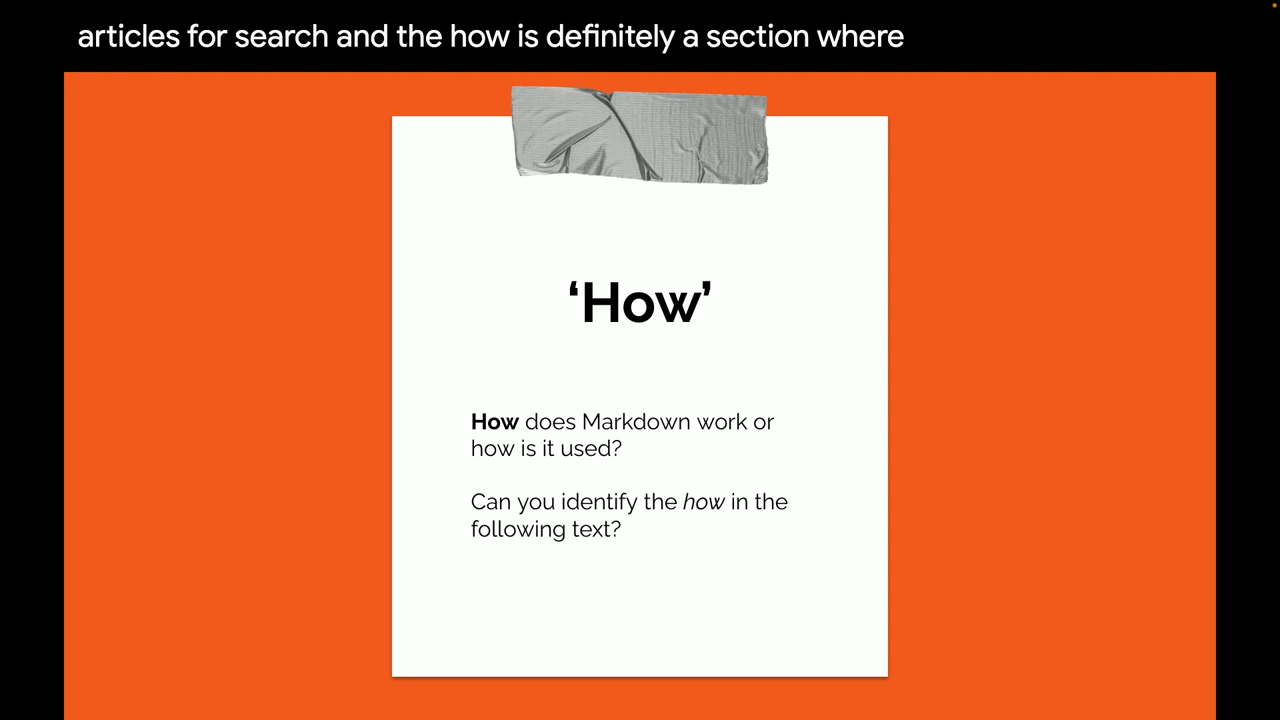 articles for search and the how is definitely a section where
‘How’
How does Markdown work or
how is it used?
Can you identify the how in the
following text?